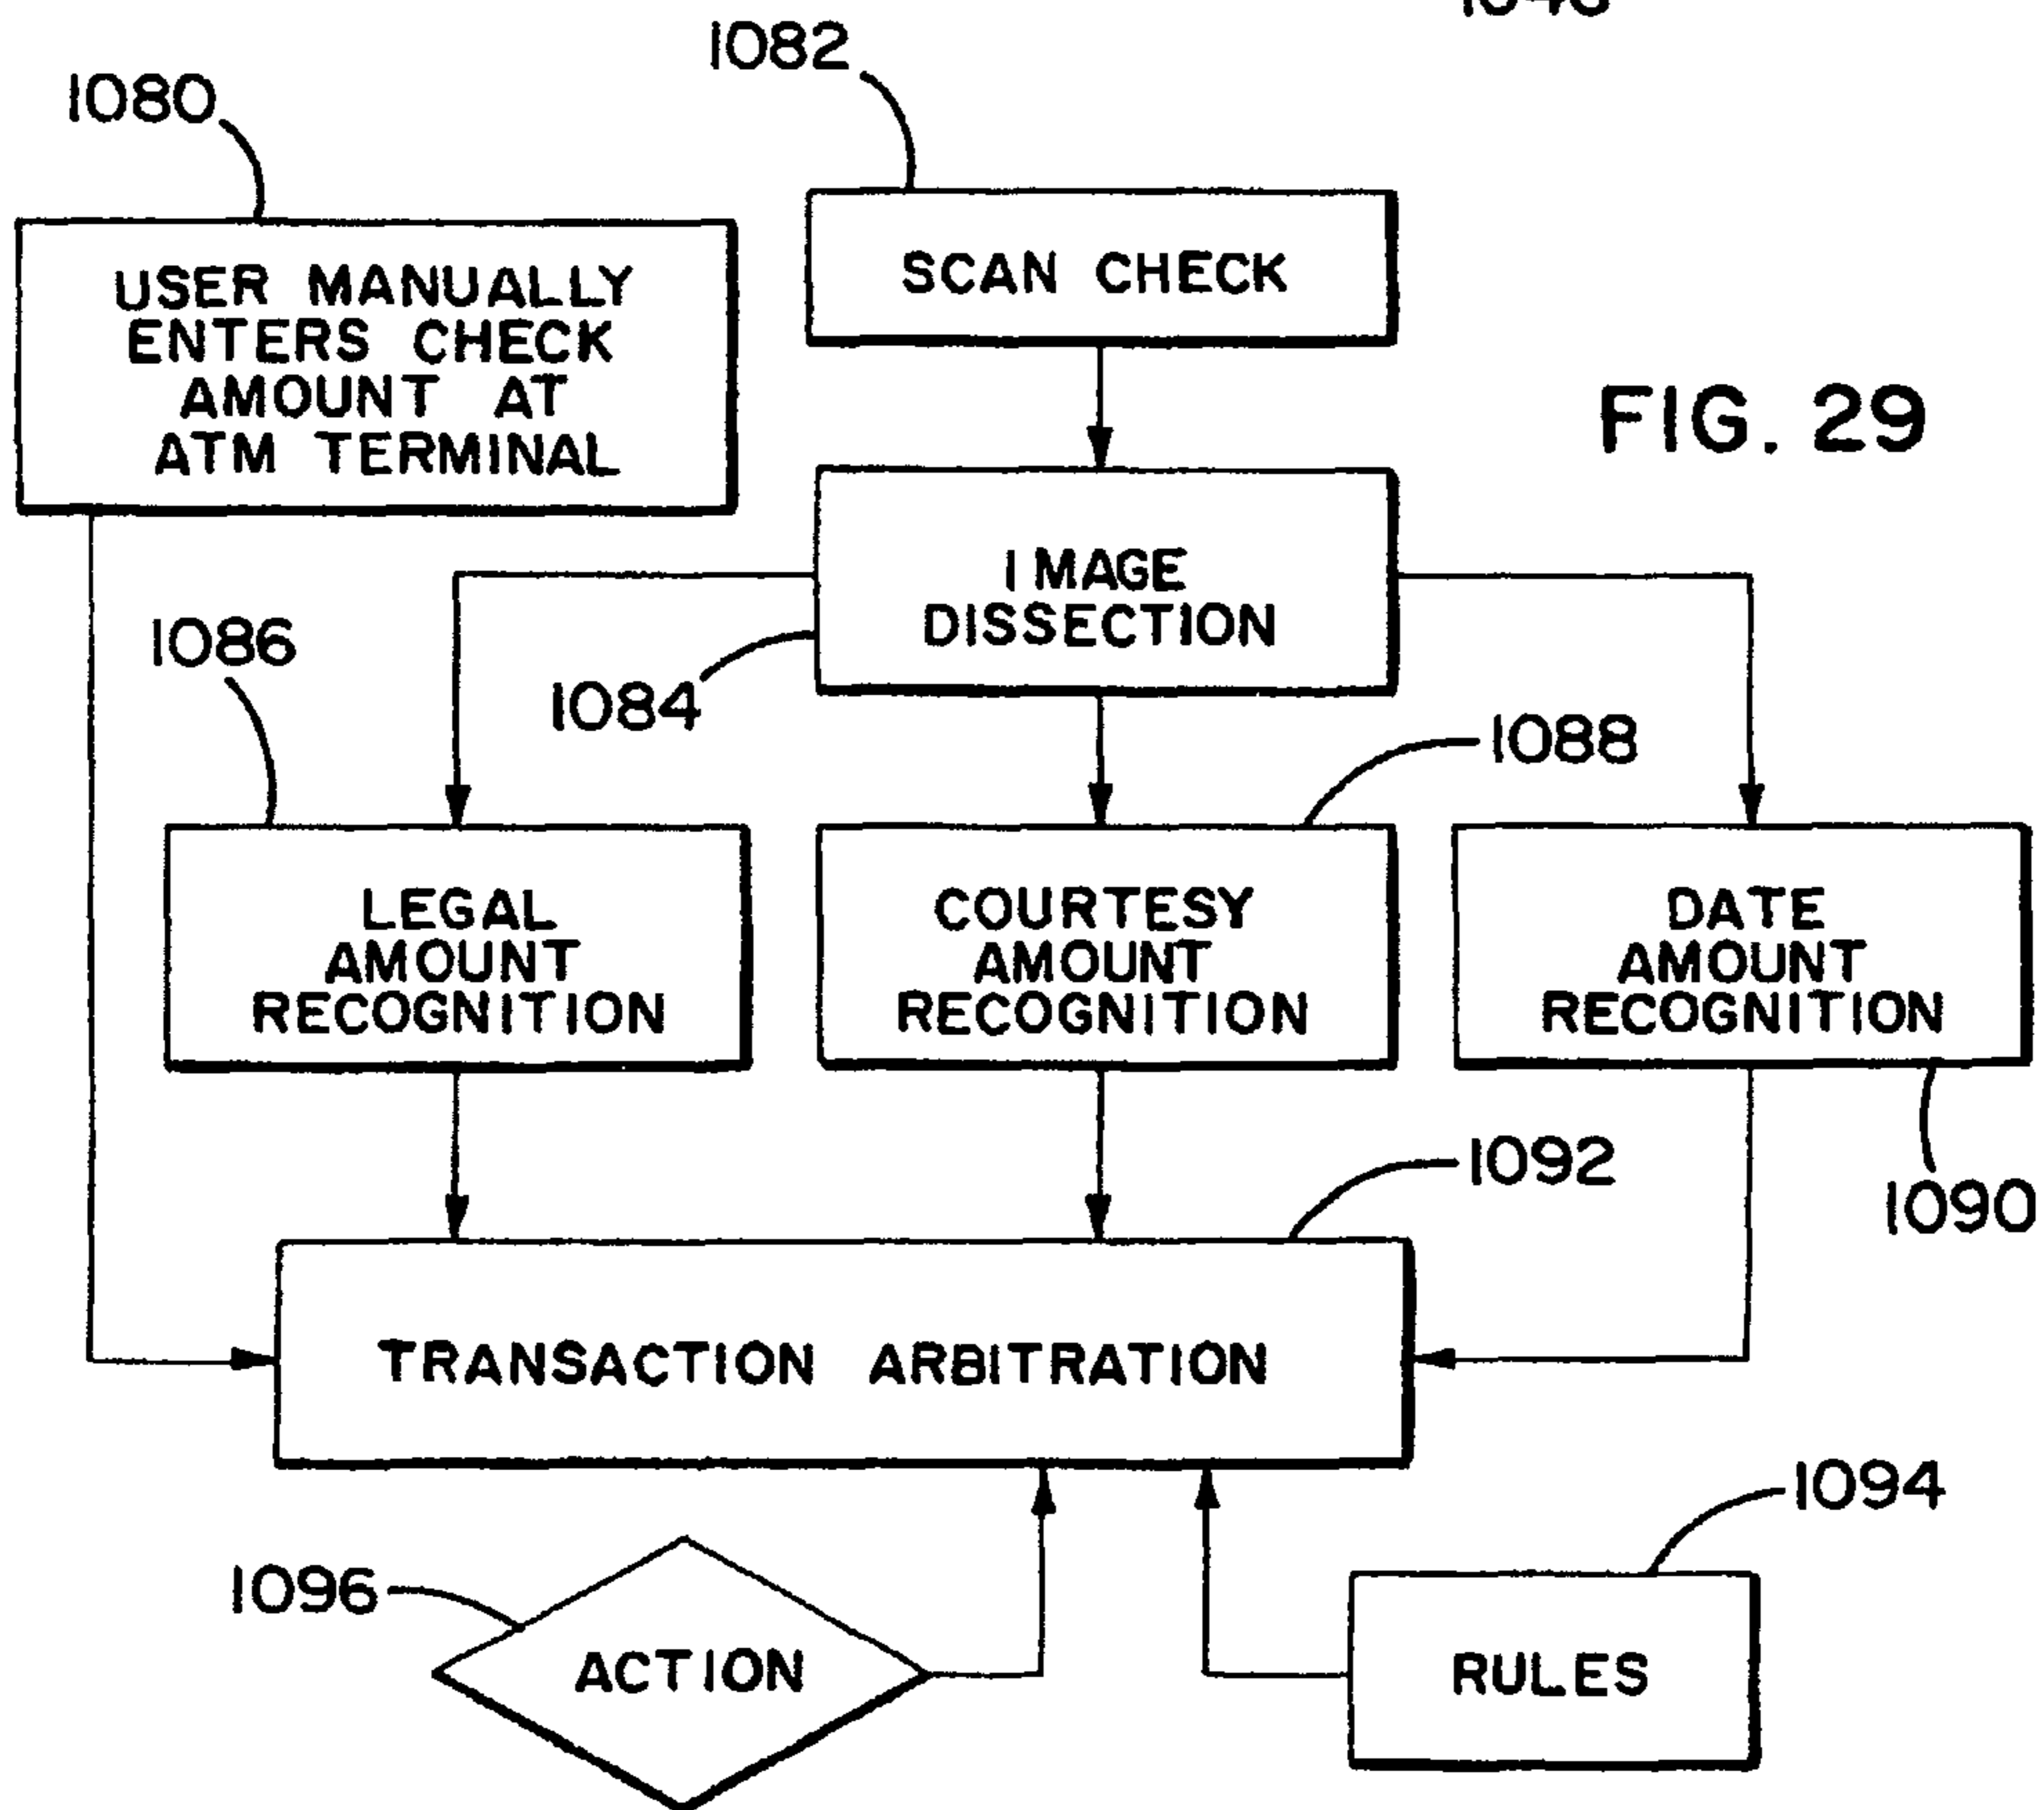 1082
1080
SCAN CHECK
USER MANUALLY
ENTERS CHECK
AMOUNT AT
ATM TERMINAL
FIG. 29
IMAGE
DISSECTION
1086
1084
1088
LEGAL
AMOUNT
RECOGNITION
COURTESY
AMOUNT
RECOGNITION
DATE
AMOUNT
RECOGNITION
1092
1090
TRANSACTION ARBITRATION
1094
1096
ACTION
RULES